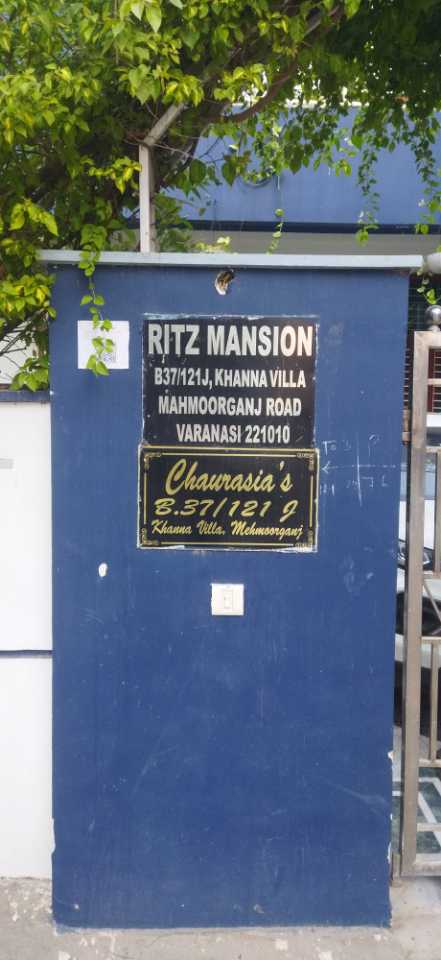 RITZ MANSION
B37/121J, KHANNA VILLA
MAHMOORGANJ ROAD
VARANASI 221010
Chaurasia's
B.37/121 J
Khanna Villa, Mehmoorganj